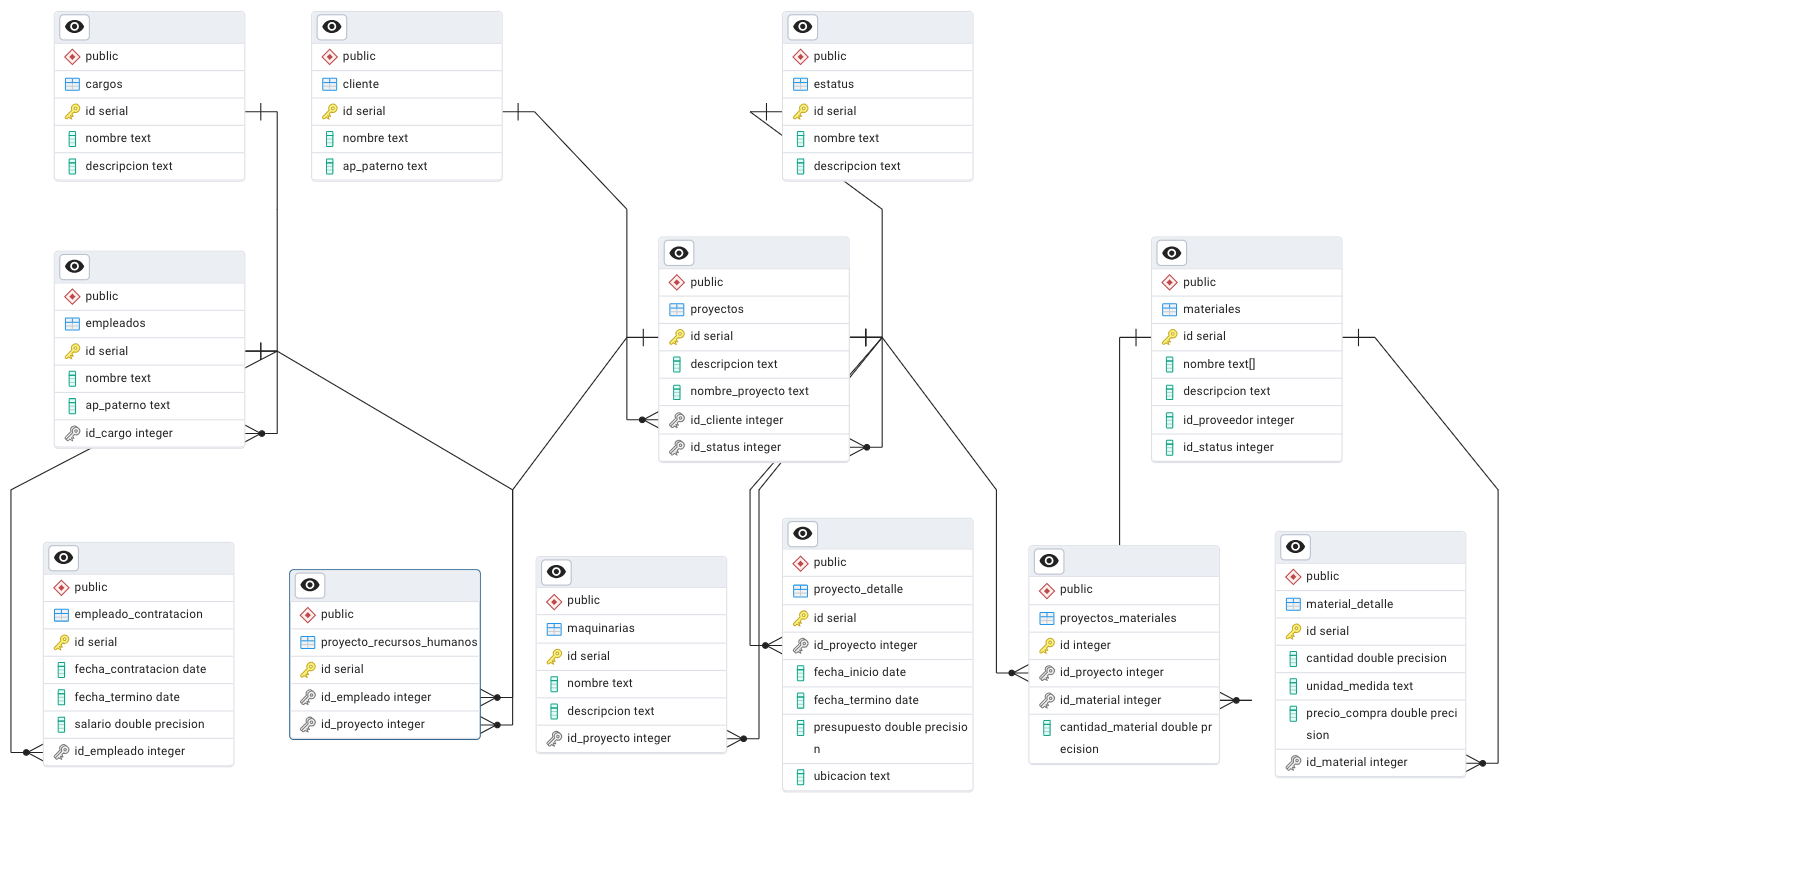 public
cargos
id serial
nombre text
descripcion text
public
cliente
id serial
nombre text
ap_paterno text
public
estatus
id serial
nombre text
descripcion text
public
empleados
id serial
nombre text
ap_paterno text
id_cargo integer
public
proyectos
id serial
descripcion text
nombre_proyecto text
id_cliente integer
id_status integer
public
materiales
id serial
nombre text[]
descripcion text
id_proveedor integer
id_status integer
public
empleado_contratacion
id serial
fecha_contratacion date
fecha_termino date
salario double precision
id_empleado integer
public
proyecto_recursos_humanos
id serial
id_empleado integer
id_proyecto integer
public
maquinarias
id serial
nombre text
descripcion text
id_proyecto integer
public
proyecto_detalle
id serial
id_proyecto integer
fecha_inicio date
fecha_termino date
presupuesto double precisio
n
ubicacion text
public
proyectos_materiales
id integer
id_proyecto integer
id_material integer
cantidad_material double pr
ecision
public
material_detalle
id serial
cantidad double precision
unidad_medida text
precio_compra double preci
sion
id_material integer